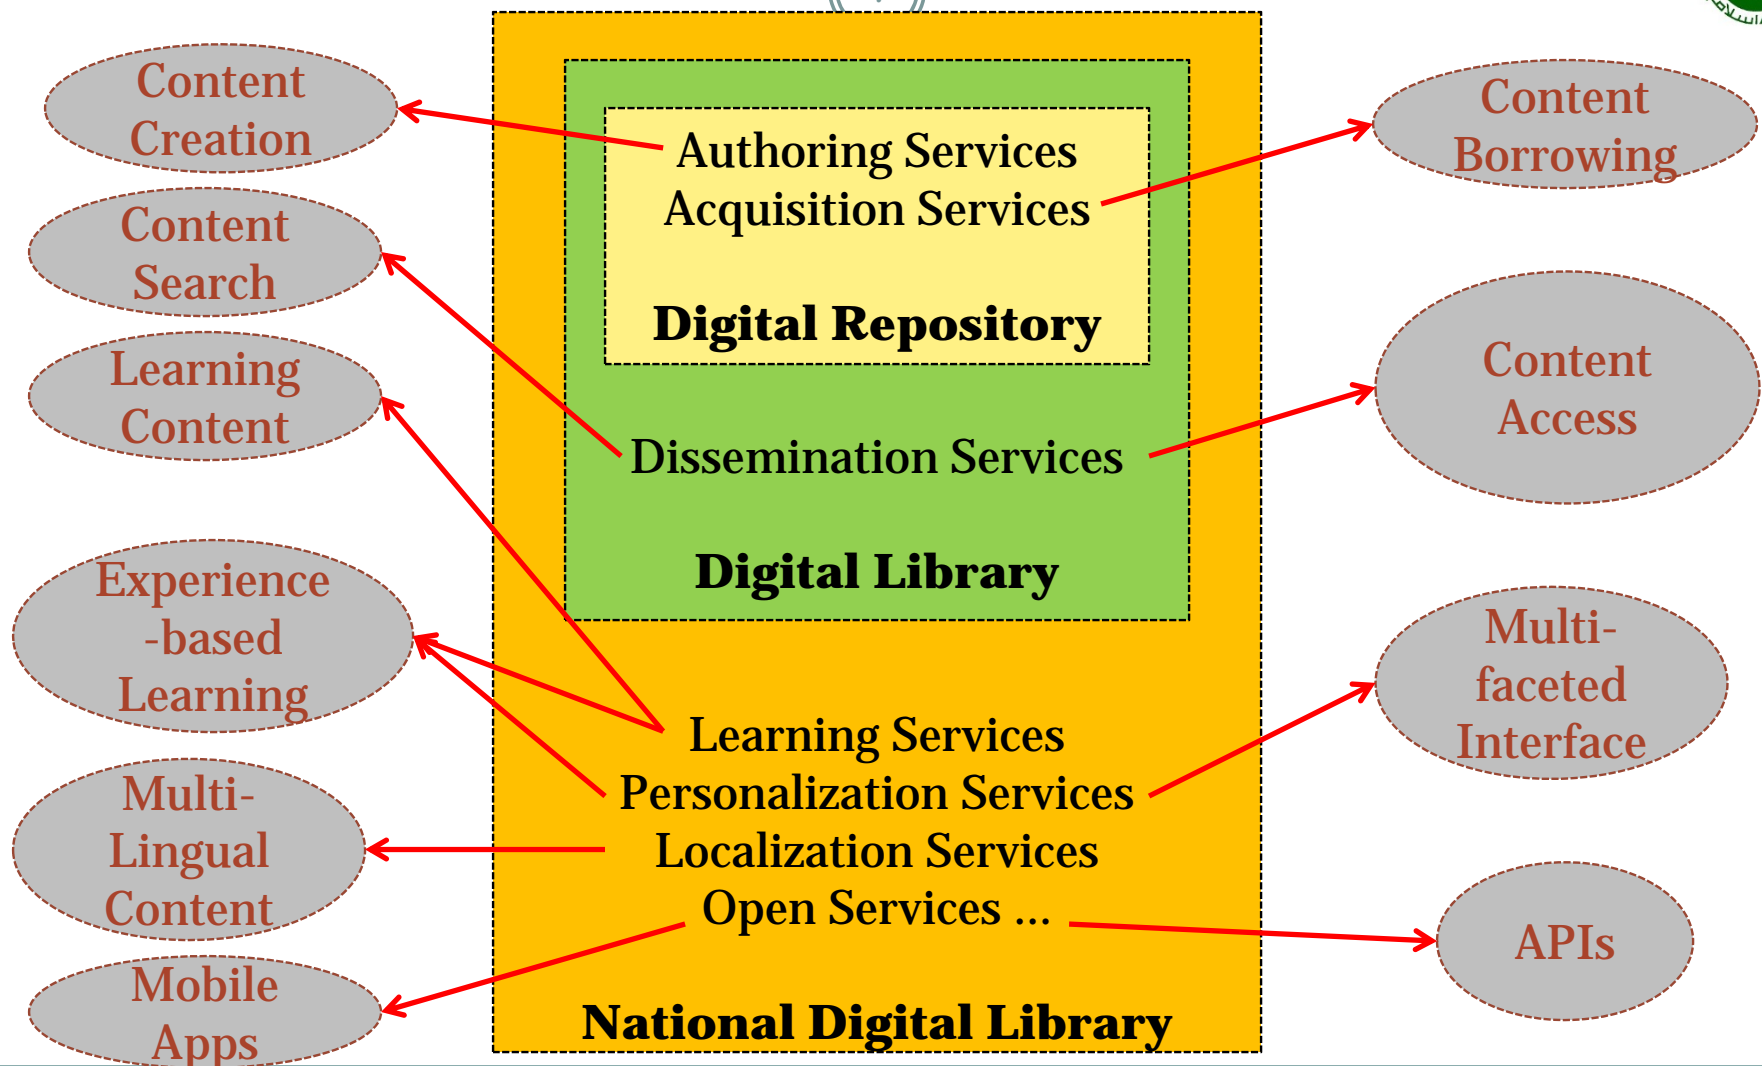 Content
Creation
Content
Search
Learning
Content
Experience
-based
Learning
Multi-
Lingual
Content
Mobile
Apps
Authoring Services
Acquisition Services
Digital Repository
Dissemination Services
Digital Library
Learning Services
Personalization Services
Localization Services
Open Services ...
National Digital Library
Content
Borrowing
Content
Access
Multi-
faceted
Interface
APIs